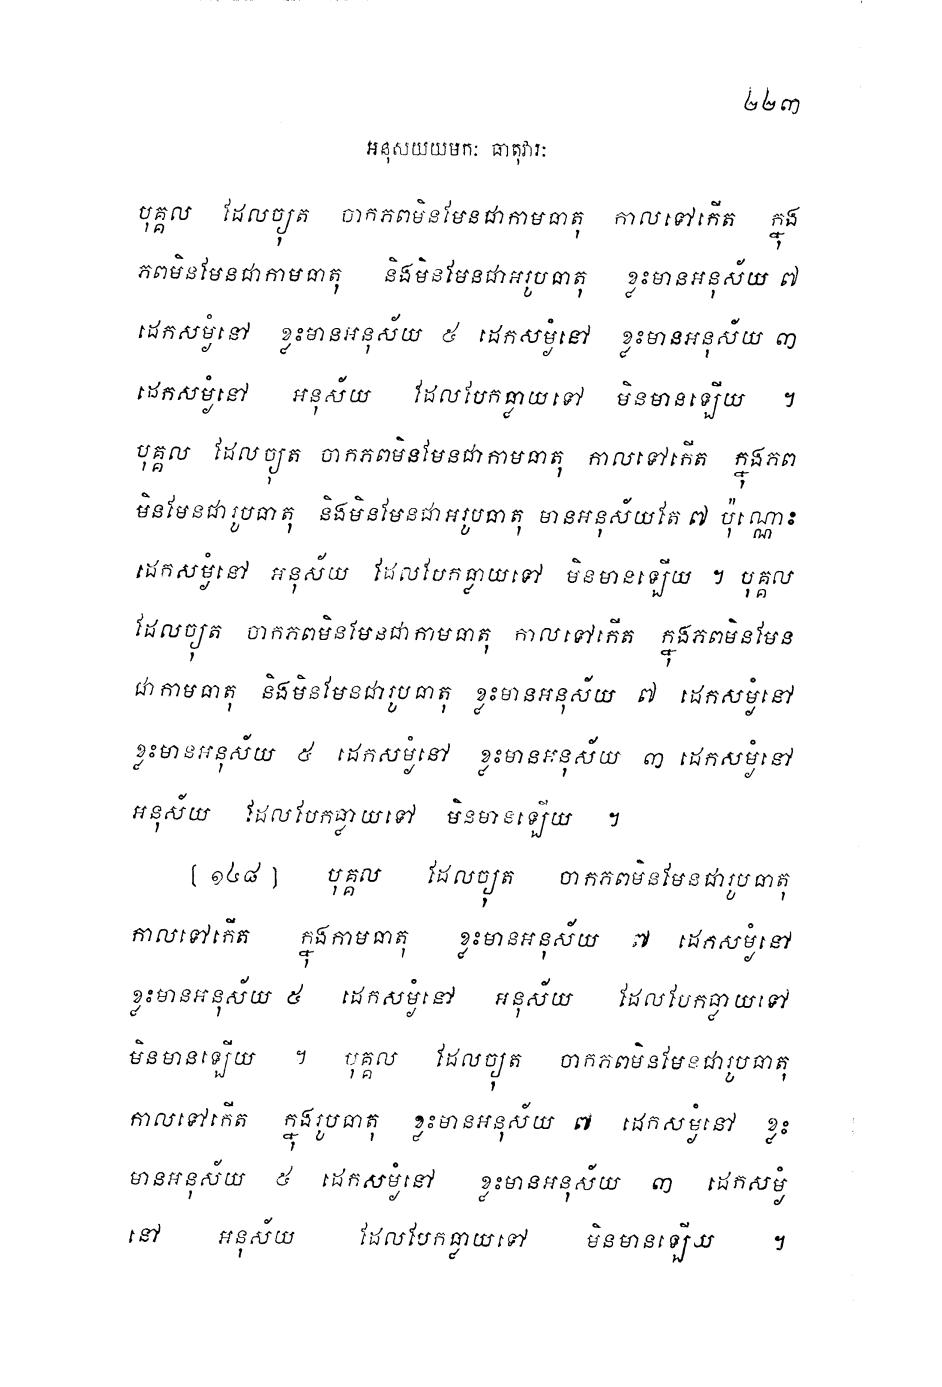 ២២៣
អនុសយយមកៈ ធាតុវារៈ
បុគ្គល ដែលច្យុត ចាកភពមិនមែនជាកាមធាតុ កាលទៅកើត ក្នុង
ភពមិនមែនជាកាមធាតុ និងមិនមែនជាអរូបធាតុ ខ្លះមានអនុស័យ ៧
ដេកសម្ងំនៅ ខ្លះមានអនុស័យ ៥ ដេកសម្ងំនៅ ខ្លះមានអនុស័យ ៣
ដេកសម្ងំនៅ អនុស័យ ដែលបែកធ្លាយទៅ មិនមានឡើយ ។
បុគ្គល ដែលច្យុត ចាកភពមិនមែនជាកាមធាតុ កាលទៅកើត ក្នុងភព
មិនមែនជារូបធាតុ និងមិនមែនជាអរូបធាតុ មានអនុស័យតែ ៧ ប៉ុណ្ណោះ
ដេកសម្ងំនៅ អនុស័យ ដែលបែកធ្លាយទៅ មិនមានឡើយ ។ បុគ្គល
ដែលច្យុត ចាកភពមិនមែនជាកាមធាតុ កាលទៅកើត ក្នុងភពមិនមែន
ជាកាមធាតុ និងមិនមែនជារូបធាតុ ខ្លះមានអនុស័យ ៧ ដេកសម្ងំនៅ
ខ្លះមានអនុស័យ ៥ ដេកសម្ងំនៅ ខ្លះមានអនុស័យ ៣ ដេកសម្ងំនៅ
អនុស័យ ដែលបែកធ្លាយទៅ មិនមានឡើយ ។
[ ១៤៨ ] បុគ្គល ដែលច្យុត ចាកភពមិនមែនជារូបធាតុ
កាលទៅកើត ក្នុងកាមធាតុ ខ្លះមានអនុស័យ ៧ ដេកសម្ងំនៅ
ខ្លះមានអនុស័យ ៥ ដេកសម្ងំនៅ អនុស័យ ដែលបែកធ្លាយទៅ
មិនមានឡើយ ។ បុគ្គល ដែលច្យុត ចាកភពមិនមែនជារូបធាតុ
កាលទៅកើត ក្នុងរូបធាតុ ខ្លះមានអនុស័យ ៧ ដេកសម្ងំនៅ ខ្លះ
មានអនុស័យ ៥ ដេកសម្ងំនៅ ខ្លះមានអនុស័យ ៣ ដេកសម្ងំ
នៅ អនុស័យ ដែលបែកធ្លាយទៅ មិនមានឡើយ ។